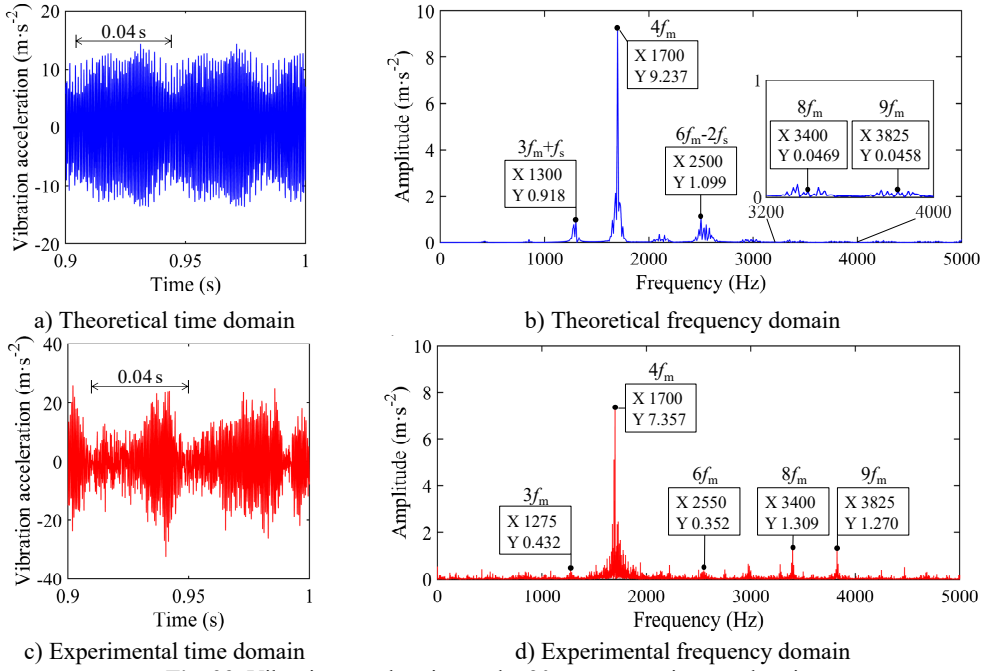 Vibration acceleration (m·s⁻²)
20
10
0
-10
-20
0.04 s
0.9
0.95
1
Time (s)
a) Theoretical time domain
Amplitude (m·s⁻²)
10
8
6
4
2
0
4fₘ
X 1700
Y 9.237
3fₘ+fₛ
X 1300
Y 0.918
6fₘ-2fₛ
X 2500
Y 1.099
1
0
8fₘ
X 3400
Y 0.0469
9fₘ
X 3825
Y 0.0458
3200
4000
1000
2000
3000
4000
5000
Frequency (Hz)
b) Theoretical frequency domain
Vibration acceleration (m·s⁻²)
40
20
0
-20
-40
0.04 s
0.9
0.95
1
Time (s)
c) Experimental time domain
Amplitude (m·s⁻²)
10
8
6
4
2
0
4fₘ
X 1700
Y 7.357
3fₘ
X 1275
Y 0.432
6fₘ
X 2550
Y 0.352
8fₘ
X 3400
Y 1.309
9fₘ
X 3825
Y 1.270
0
1000
2000
3000
4000
5000
Frequency (Hz)
d) Experimental frequency domain